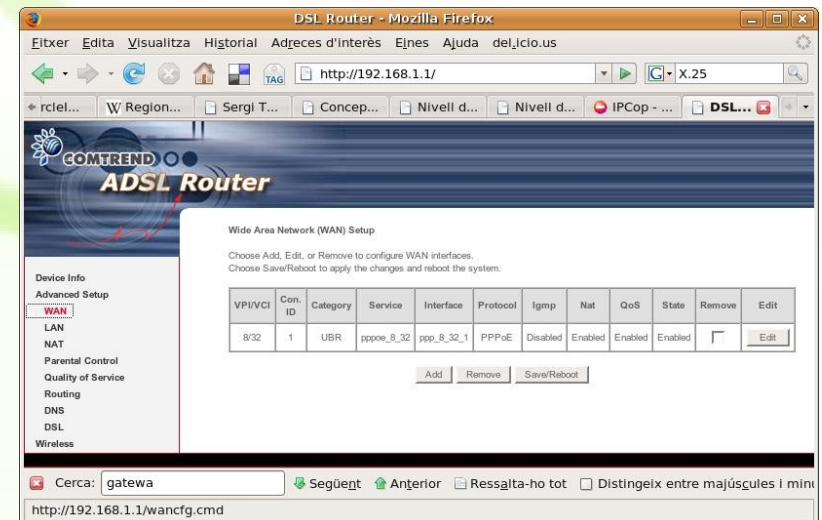 DSL Router - Mozilla Firefox
Eitxer Edita Visualitza Historial Adreces d'interès Eines Ajuda del.icio.us
TAG http://192.168.1.1/ G X.25
rclel... W Region... Sergi T... Concep... Nivell d... Nivell d... IPCop - ... DSL...
COMTREND
ADSL Router
Wide Area Network (WAN) Setup
Choose Add, Edit, or Remove to configure WAN interfaces.
Choose Save/Reboot to apply the changes and reboot the system.
Device Info
Advanced Setup
WAN
LAN
NAT
Parental Control
Quality of Service
Routing
DNS
DSL
Wireless
VPI/VCI Con. ID Category Service Interface Protocol Igmp Nat QoS State Remove Edit
8/32 1 UBR pppoe_8_32 ppp_8_32_1 PPPoE Disabled Enabled Enabled Enabled Edit
Add Remove Save/Reboot
Cerca: gatewa Següent Anterior Ressalta-ho tot Distingeix entre majúscules i minú
http://192.168.1.1/wancfg.cmd